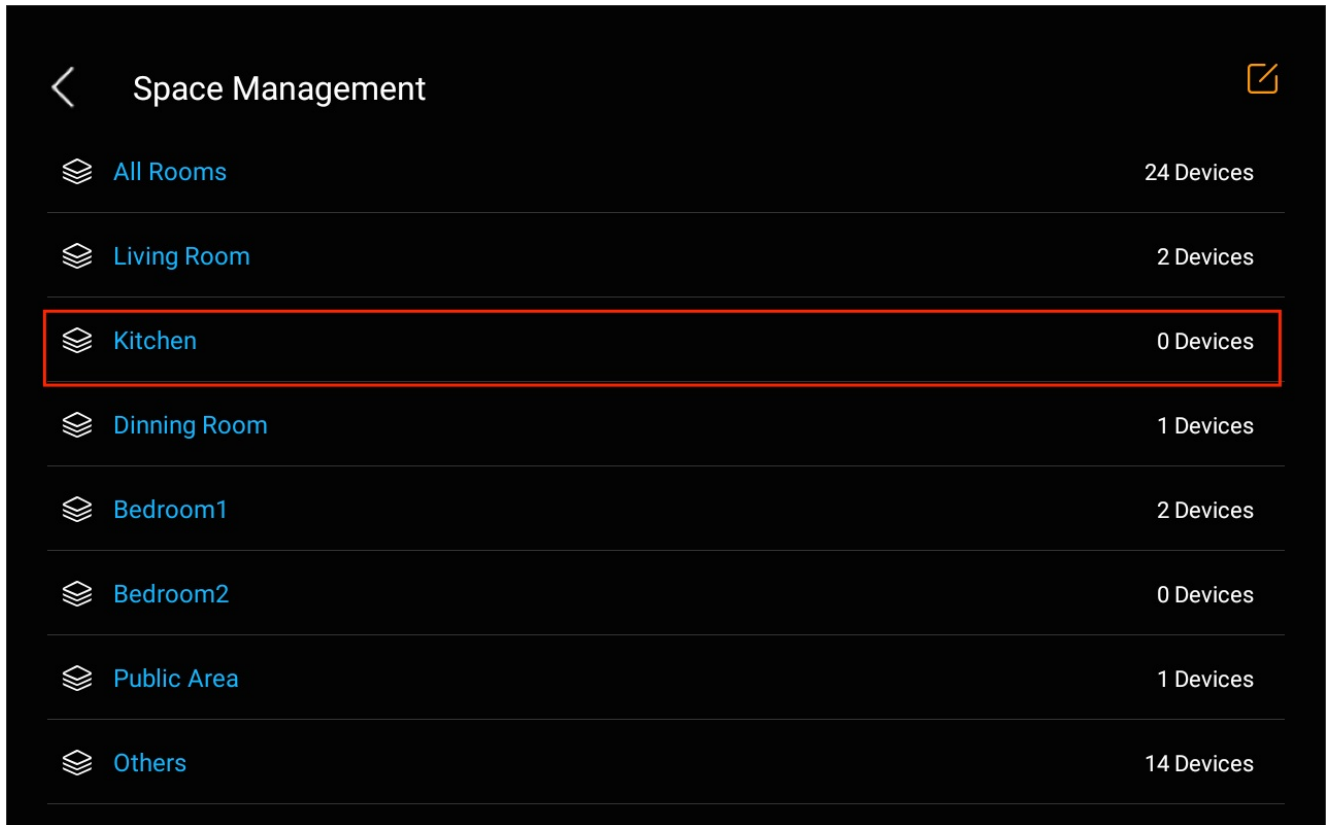 Space Management
All Rooms 24 Devices
Living Room 2 Devices
Kitchen 0 Devices
Dinning Room 1 Devices
Bedroom1 2 Devices
Bedroom2 0 Devices
Public Area 1 Devices
Others 14 Devices